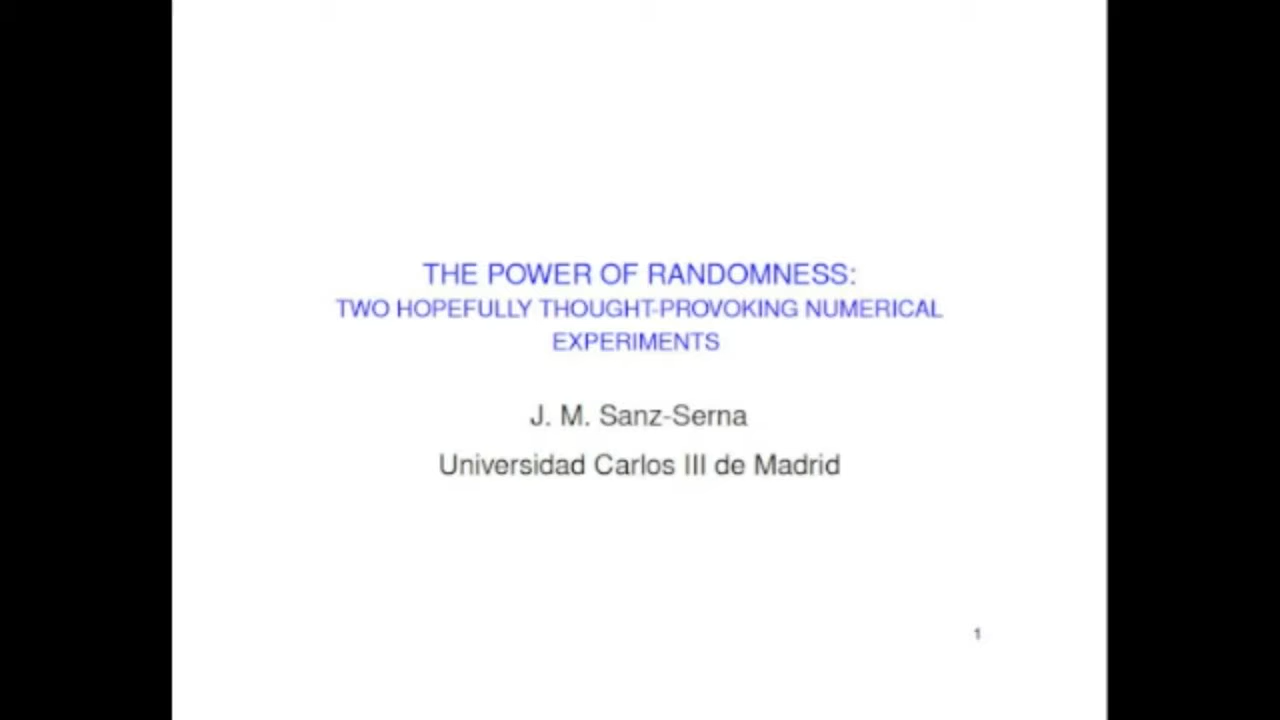 THE POWER OF RANDOMNESS:
TWO HOPEFULLY THOUGHT-PROVOKING NUMERICAL
EXPERIMENTS
J. M. Sanz-Serna
Universidad Carlos III de Madrid
1